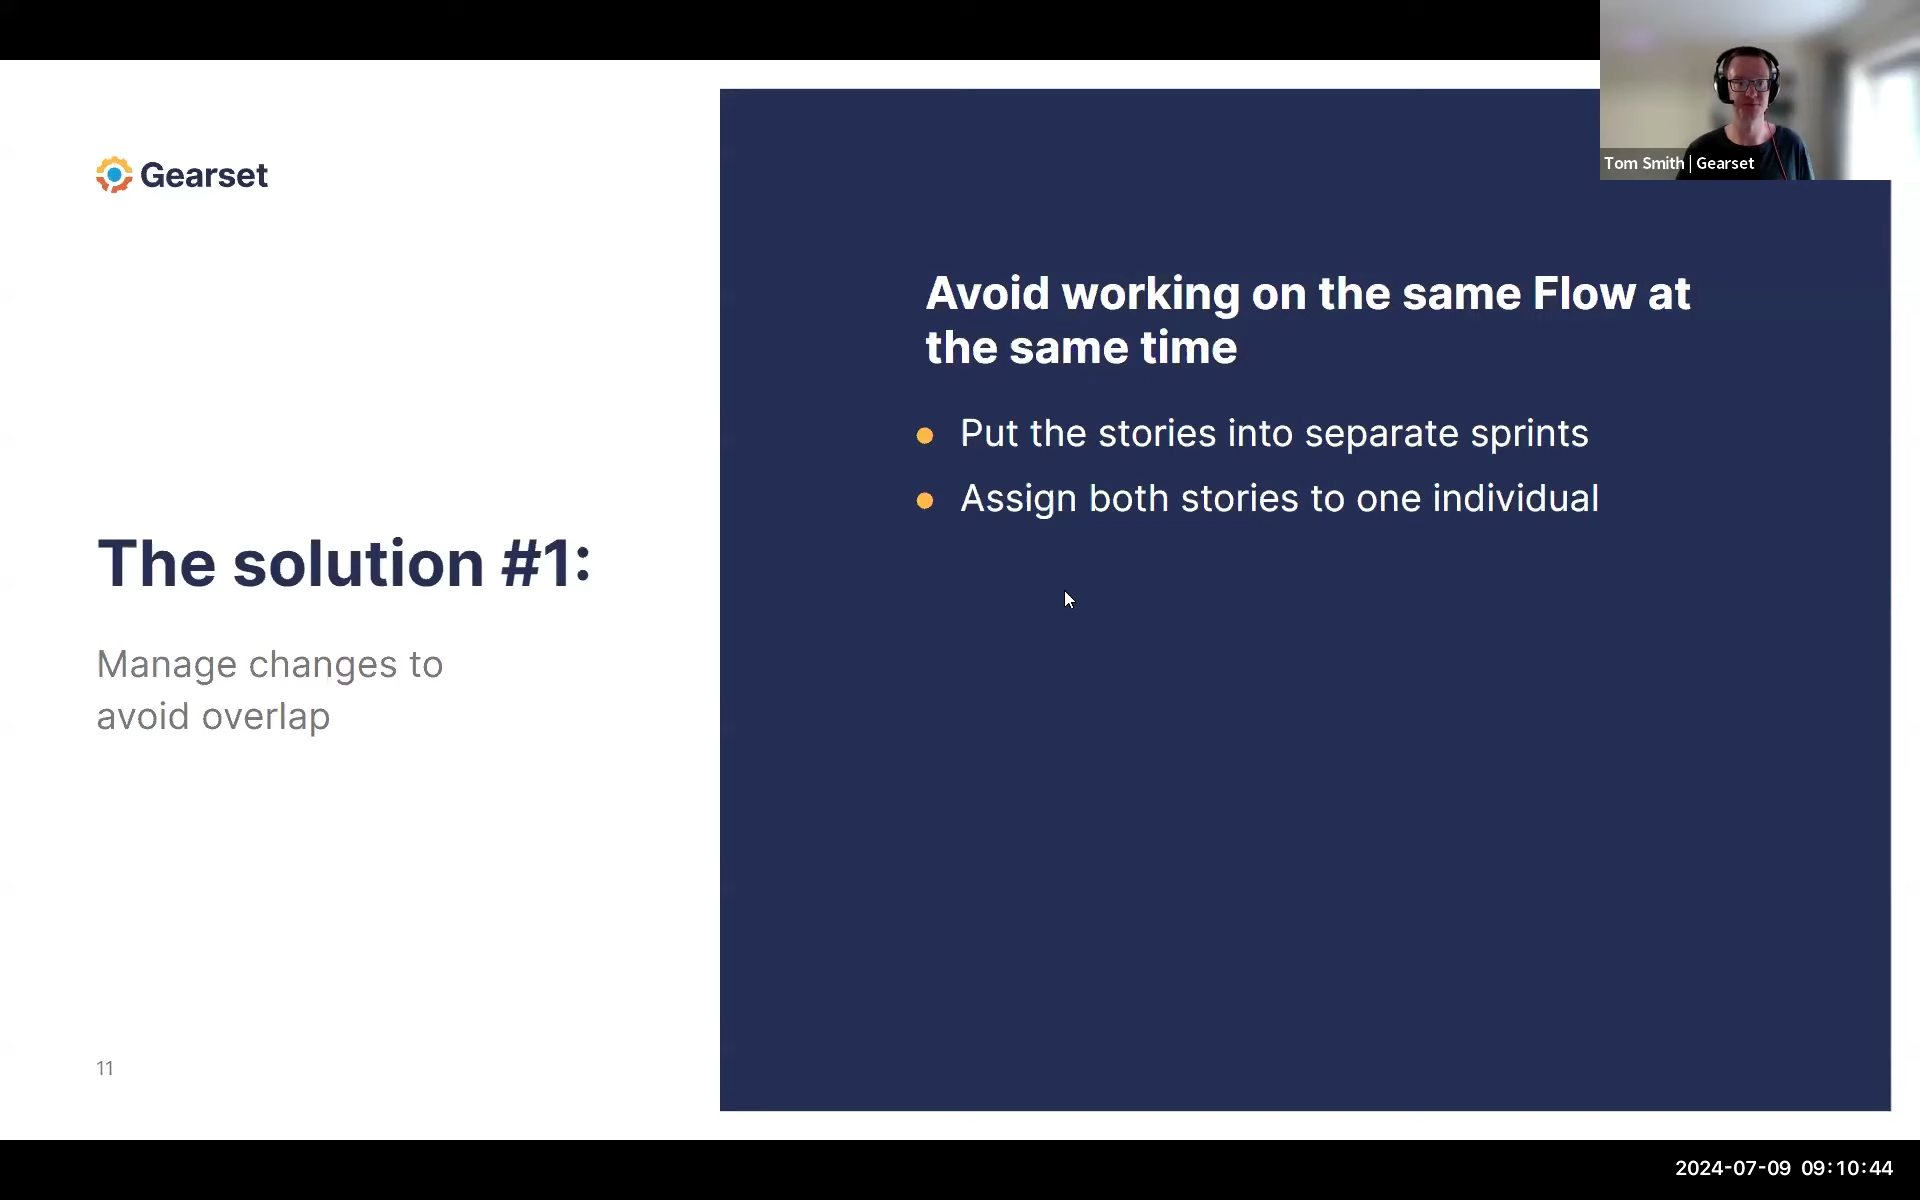 Gearset
The solution #1:
Manage changes to
avoid overlap
11
Avoid working on the same Flow at
the same time
Put the stories into separate sprints
Assign both stories to one individual
Tom Smith | Gearset
2024-07-09 09:10:44